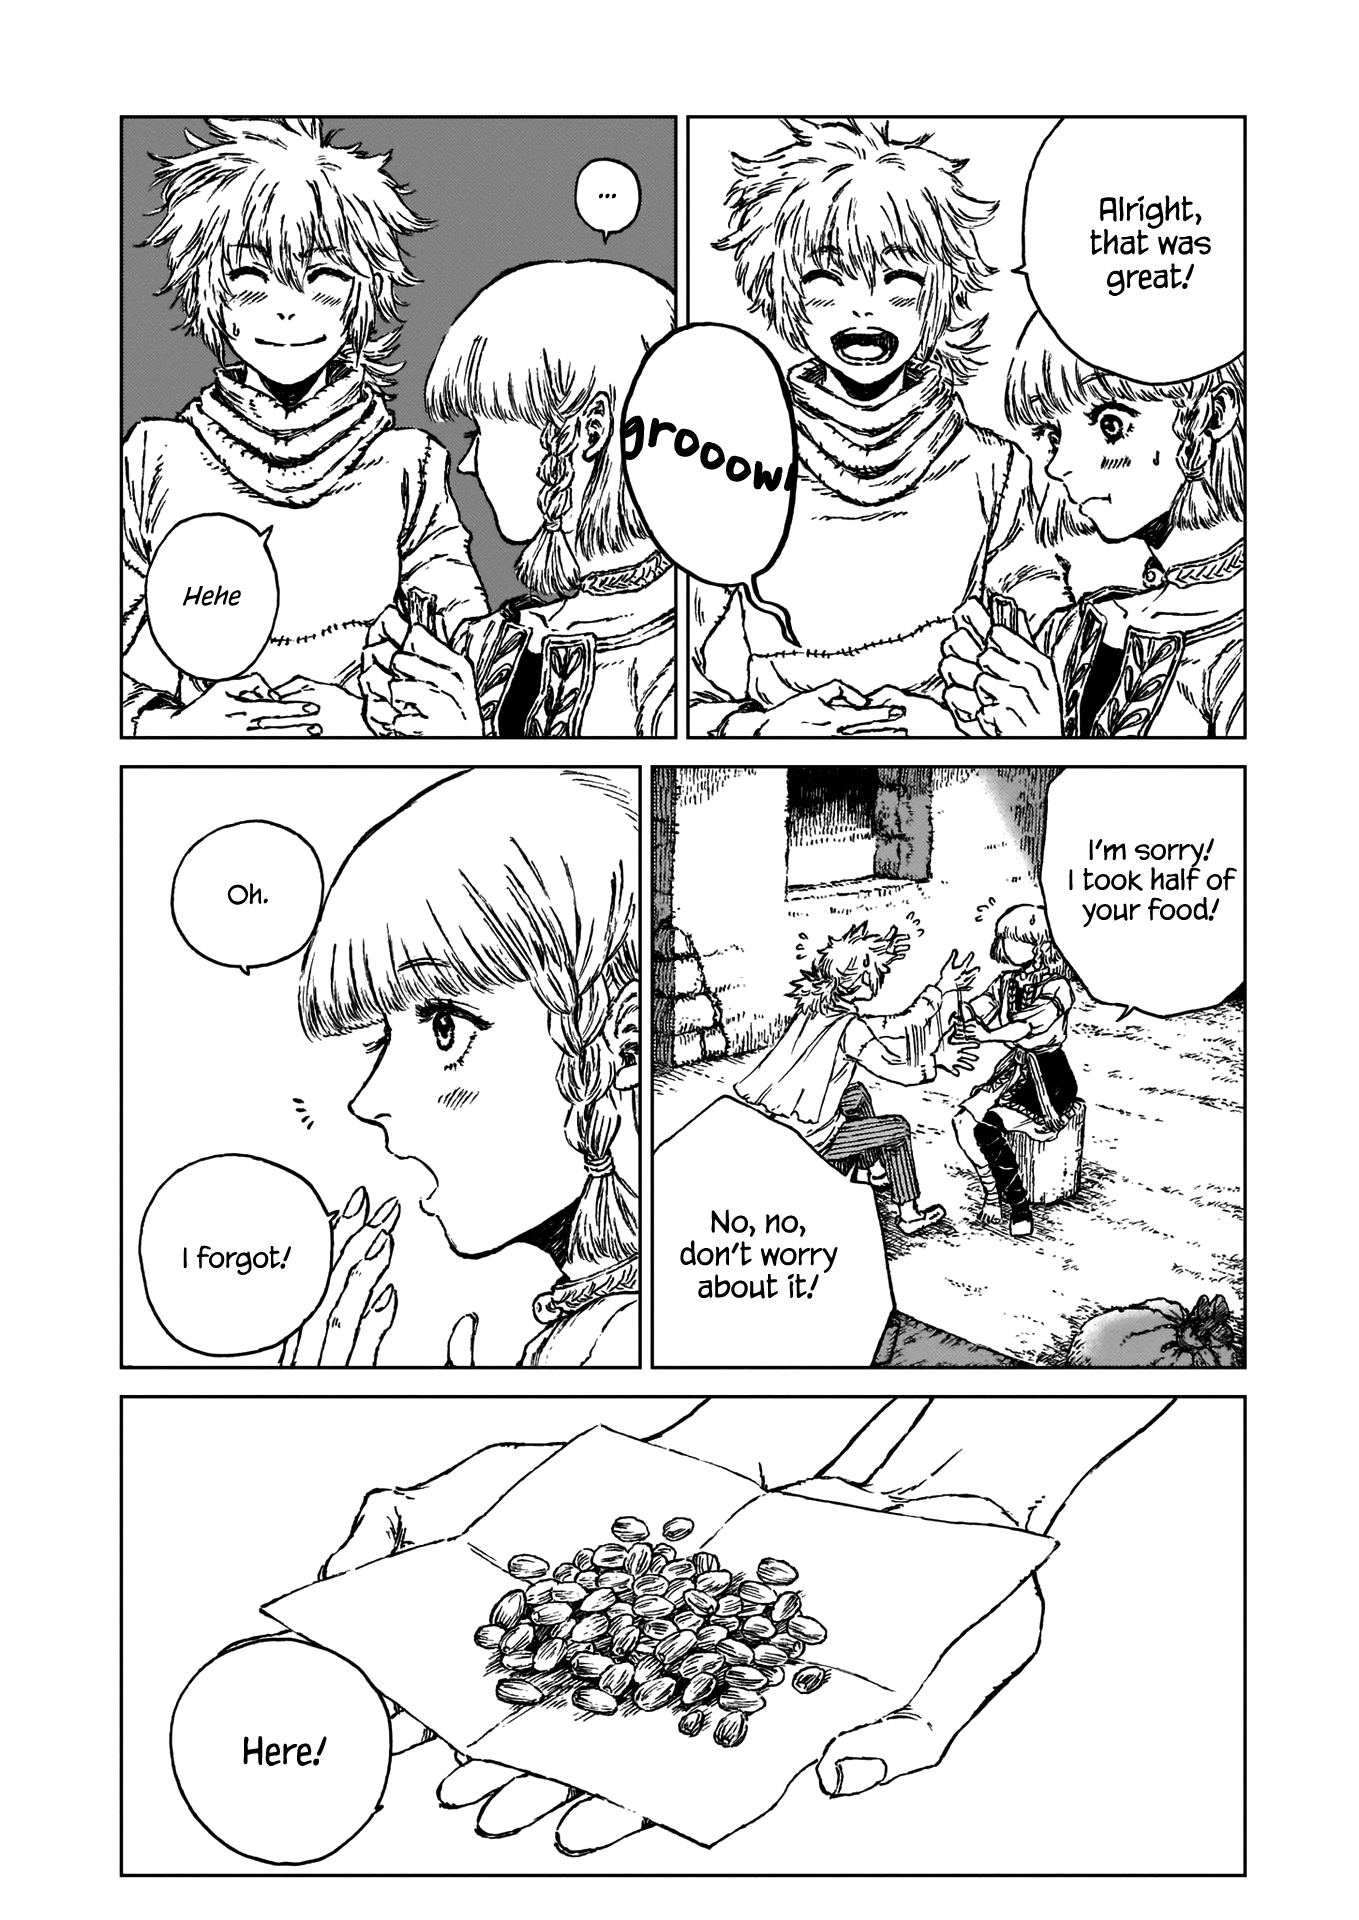 Alright,
that was
great!
grooowl
...
Hehe
I'm sorry!
I took half of
your food!
No, no,
don't worry
about it!
Oh.
I forgot!
Here!